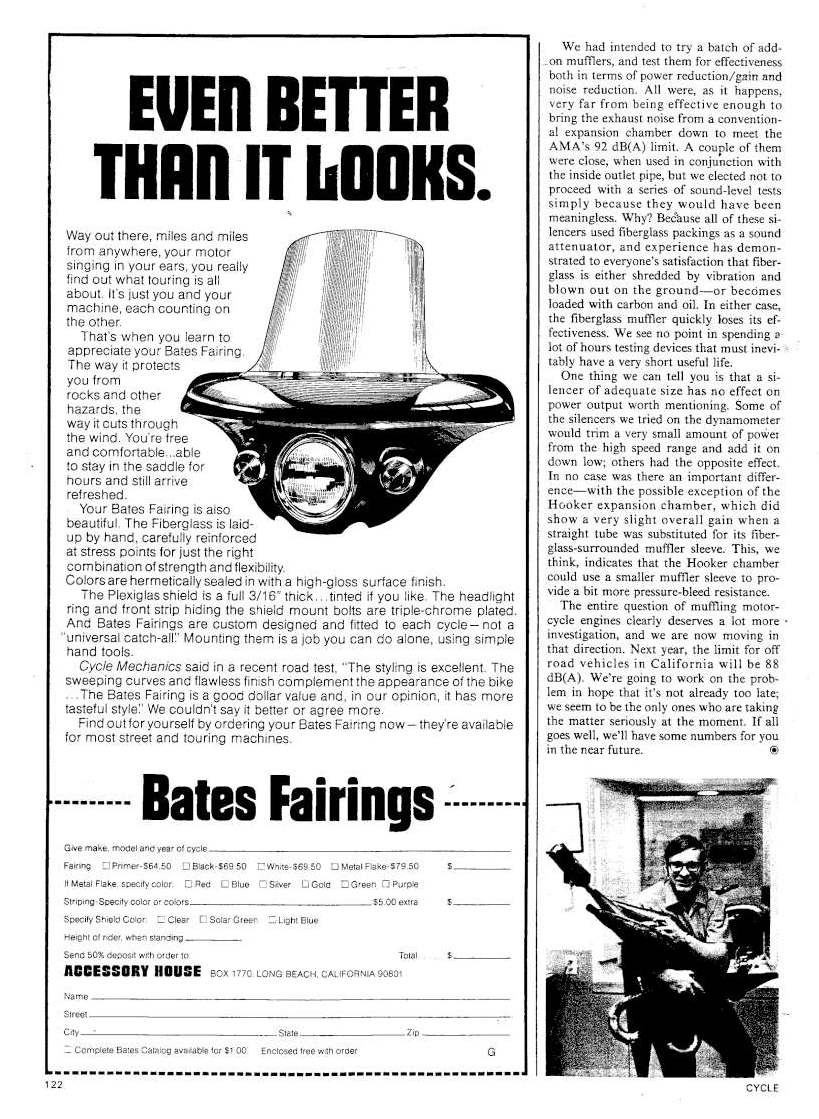 EVEN BETTER
THAN IT LOOKS.
Way out there, miles and miles
from anywhere, your motor
singing in your ears, you really
find out what touring is all
about. It's just you and your
machine, each counting on
the other.
That's when you learn to
appreciate your Bates Fairing.
The way it protects
you from
rocks and other
hazards, the
way it cuts through
the wind. You're free
and comfortable...able
to stay in the saddle for
hours and still arrive
refreshed.
Your Bates Fairing is also
beautiful. The Fiberglass is laid-
up by hand, carefully reinforced
at stress points for just the right
combination of strength and flexibility.
Colors are hermetically sealed in with a high-gloss surface finish.
The Plexiglas shield is a full 3/16" thick...tinted if you like. The headlight
ring and front strip hiding the shield mount bolts are triple-chrome plated.
And Bates Fairings are custom designed and fitted to each cycle — not a
"universal catch-all." Mounting them is a job you can do alone, using simple
hand tools.
Cycle Mechanics said in a recent road test, "The styling is excellent. The
sweeping curves and flawless finish complement the appearance of the bike
...The Bates Fairing is a good dollar value and, in our opinion, it has more
tasteful style." We couldn't say it better or agree more.
Find out for yourself by ordering your Bates Fairing now — they're available
for most street and touring machines.
Bates Fairings
Give make, model and year of cycle
Fairing ☐ Primer-$64.50 ☐ Black-$69.50 ☐ White-$69.50 ☐ Metal Flake-$79.50 $
If Metal Flake, specify color: ☐ Red ☐ Blue ☐ Silver ☐ Gold ☐ Green ☐ Purple
Striping-Specify color or colors $5.00 extra $
Specify Shield Color: ☐ Clear ☐ Solar Green ☐ Light Blue
Height of rider, when standing
Send 50% deposit with order to Total $
ACCESSORY HOUSE BOX 1770, LONG BEACH, CALIFORNIA 90801
Name
Street
City State Zip
☐ Complete Bates Catalog available for $1.00. Enclosed free with order G
122
We had intended to try a batch of add-
on mufflers, and test them for effectiveness
both in terms of power reduction/gain and
noise reduction. All were, as it happens,
very far from being effective enough to
bring the exhaust noise from a convention-
al expansion chamber down to meet the
AMA's 92 dB(A) limit. A couple of them
were close, when used in conjunction with
the inside outlet pipe, but we elected not to
proceed with a series of sound-level tests
simply because they would have been
meaningless. Why? Because all of these si-
lencers used fiberglass packings as a sound
attenuator, and experience has demon-
strated to everyone's satisfaction that fiber-
glass is either shredded by vibration and
blown out on the ground—or becomes
loaded with carbon and oil. In either case,
the fiberglass muffler quickly loses its ef-
fectiveness. We see no point in spending a
lot of hours testing devices that must inevi-
tably have a very short useful life.
One thing we can tell you is that a si-
lencer of adequate size has no effect on
power output worth mentioning. Some of
the silencers we tried on the dynamometer
would trim a very small amount of power
from the high speed range and add it on
down low; others had the opposite effect.
In no case was there an important differ-
ence—with the possible exception of the
Hooker expansion chamber, which did
show a very slight overall gain when a
straight tube was substituted for its fiber-
glass-surrounded muffler sleeve. This, we
think, indicates that the Hooker chamber
could use a smaller muffler sleeve to pro-
vide a bit more pressure-bleed resistance.
The entire question of muffling motor-
cycle engines clearly deserves a lot more
investigation, and we are now moving in
that direction. Next year, the limit for off
road vehicles in California will be 88
dB(A). We're going to work on the prob-
lem in hope that it's not already too late;
we seem to be the only ones who are taking
the matter seriously at the moment. If all
goes well, we'll have some numbers for you
in the near future.
CYCLE